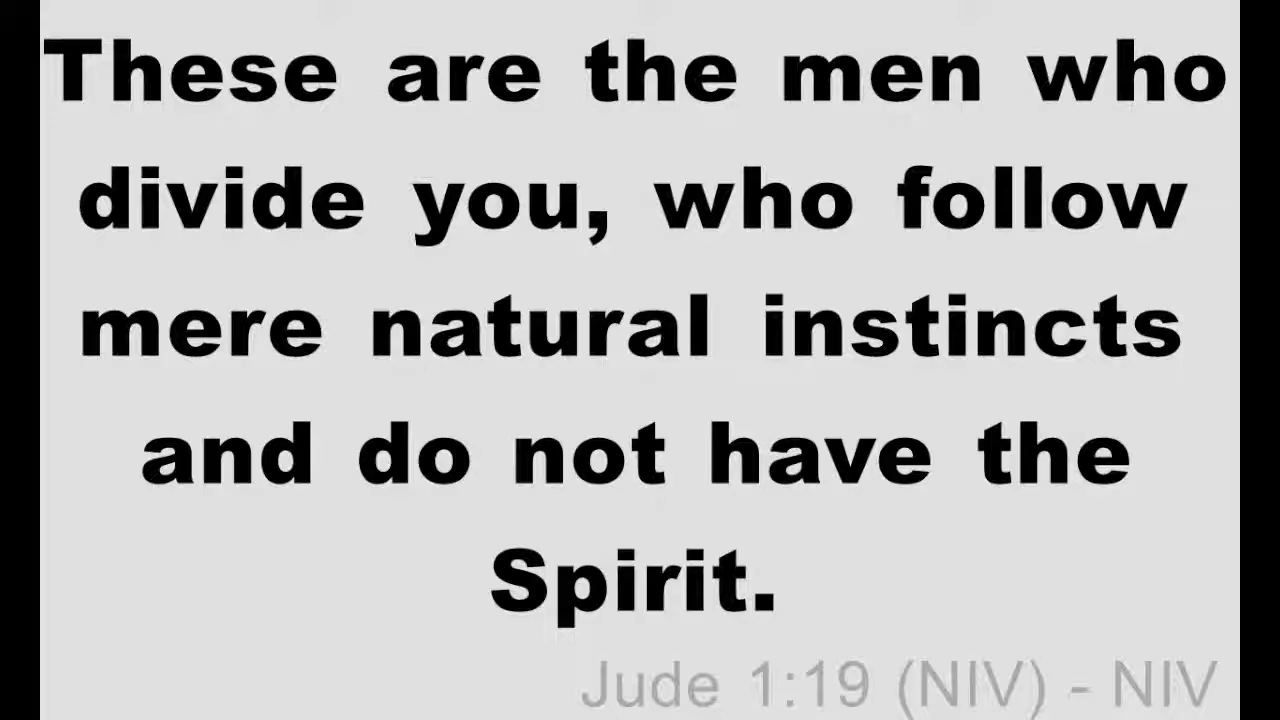 These are the men who
divide you, who follow
mere natural instincts
and do not have the
Spirit.
Jude 1:19 (NIV) - NIV